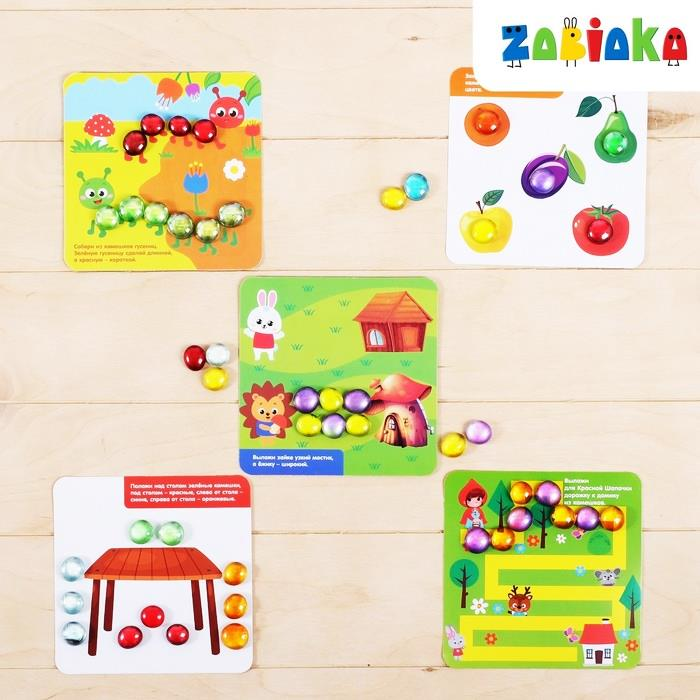 ZABIAKA
Собери из камешков гусениц.
Зелёную гусеницу сделай длинной,
а красную – короткой.
цвета.
Выложи зайке узкий мостик,
а ёжику – широкий.
Положи над столом зелёные камешки,
под столом – красные, слева от стола –
синие, справа от стола – оранжевые.
Выложи
для Красной Шапочки
дорожку к домику
из камешков.